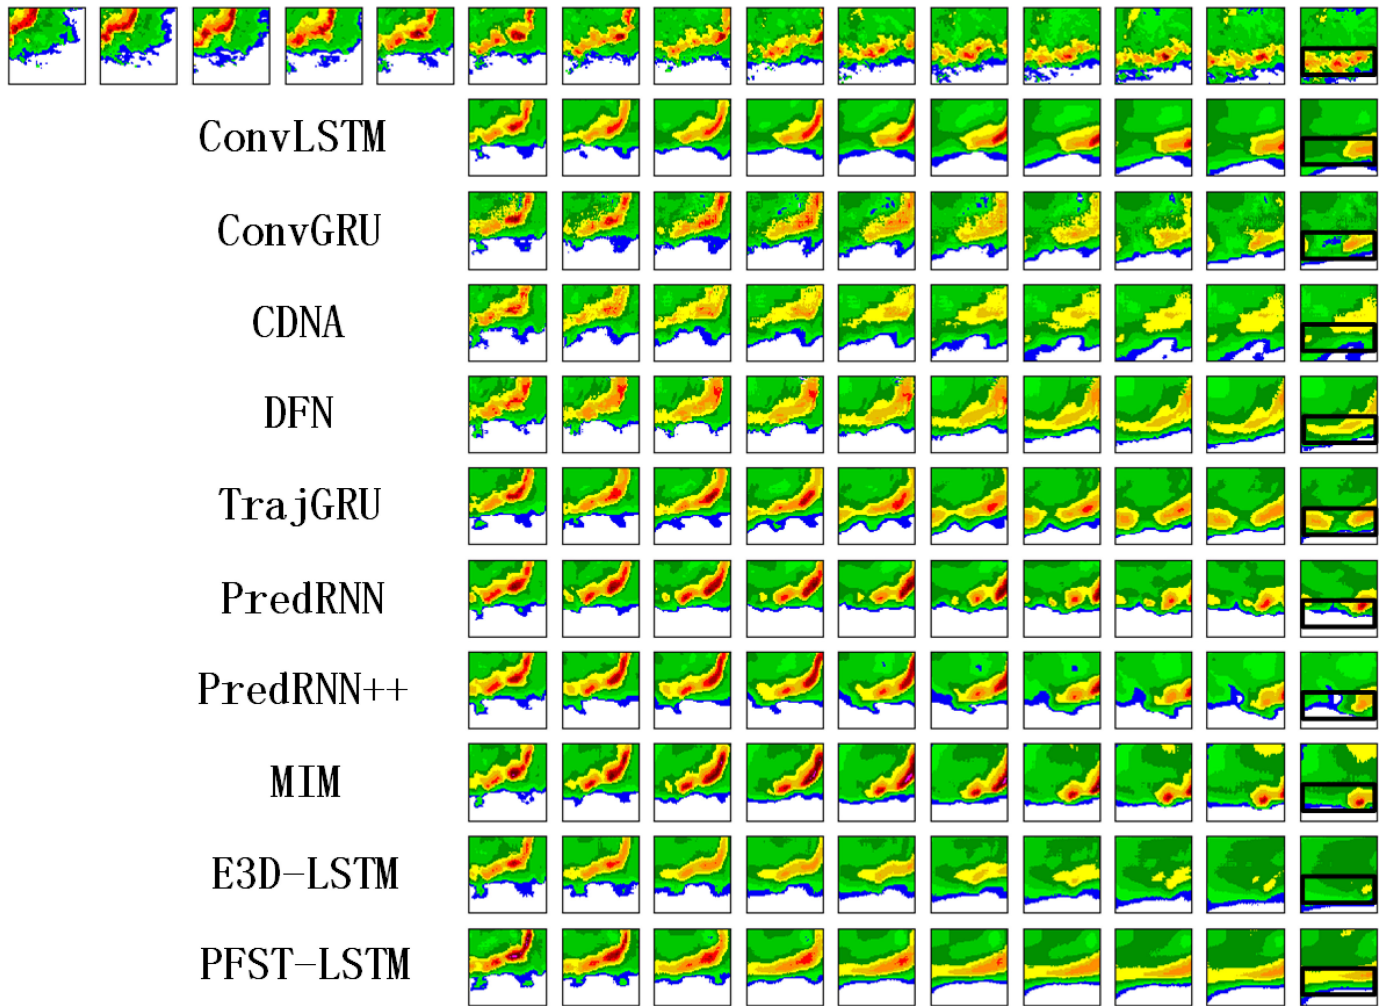 ConvLSTM
ConvGRU
CDNA
DFN
TrajGRU
PredRNN
PredRNN++
MIM
E3D-LSTM
PFST-LSTM